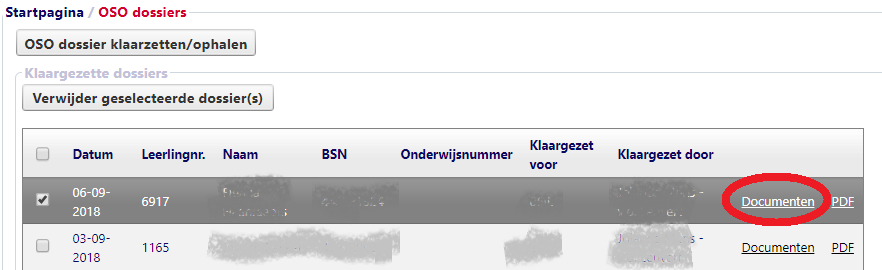 Startpagina / OSO dossiers
OSO dossier klaarzetten/ophalen
Klaargezette dossiers
Verwijder geselecteerde dossier(s)
Datum Leerlingnr. Naam BSN Onderwijsnummer Klaargezet voor Klaargezet door
06-09-2018 6917 Documenten PDF
03-09-2018 1165 Documenten PDF